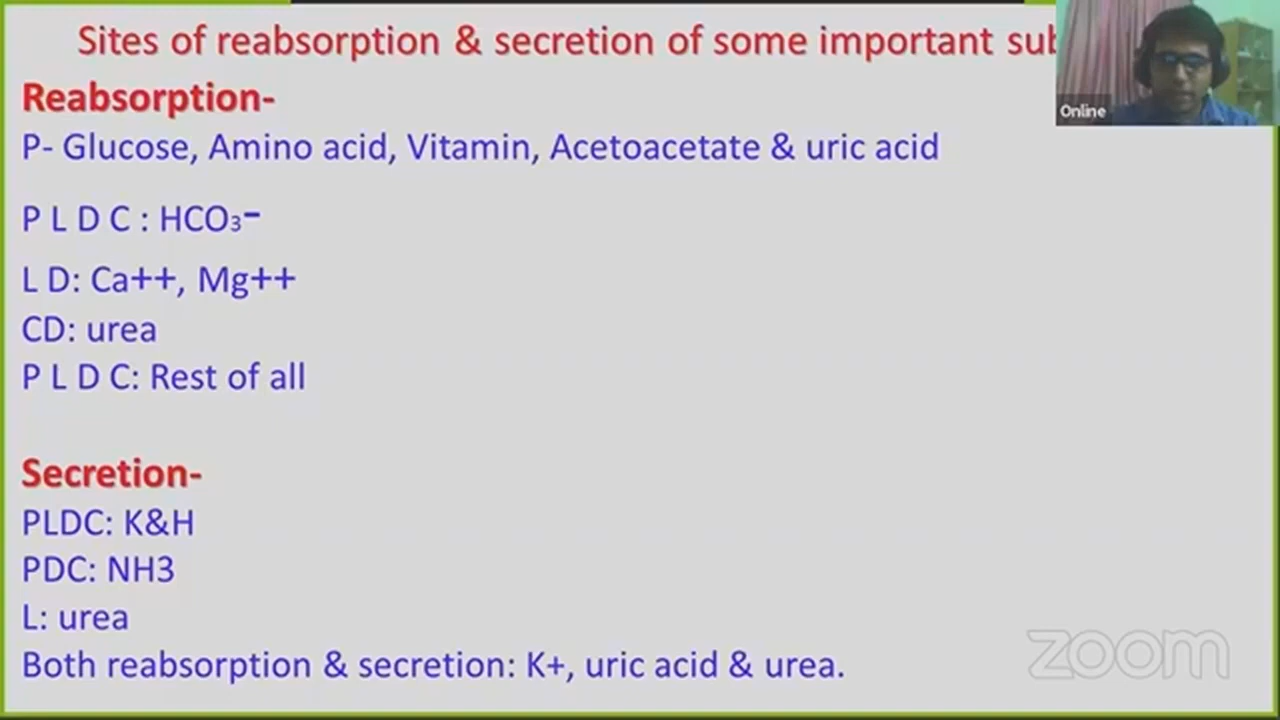 Sites of reabsorption & secretion of some important
Reabsorption-
P- Glucose, Amino acid, Vitamin, Acetoacetate & uric acid
P L D C : HCO₃⁻
L D: Ca++, Mg++
CD: urea
P L D C: Rest of all
Secretion-
PLDC: K&H
PDC: NH3
L: urea
Both reabsorption & secretion: K+, uric acid & urea.
Online
zoom